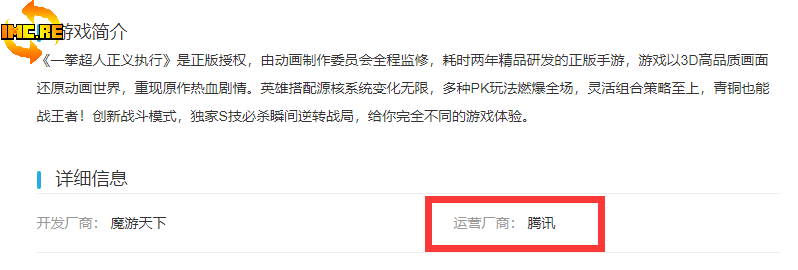 IMC.RE
游戏简介
《一拳超人正义执行》是正版授权，由动画制作委员会全程监修，耗时两年精品研发的正版手游，游戏以3D高品质画面
还原动画世界，重现原作热血剧情。英雄搭配源核系统变化无限，多种PK玩法燃爆全场，灵活组合策略至上，青铜也能
战王者！创新战斗模式，独家S技必杀瞬间逆转战局，给你完全不同的游戏体验。
详细信息
开发厂商： 魔游天下
运营厂商： 腾讯